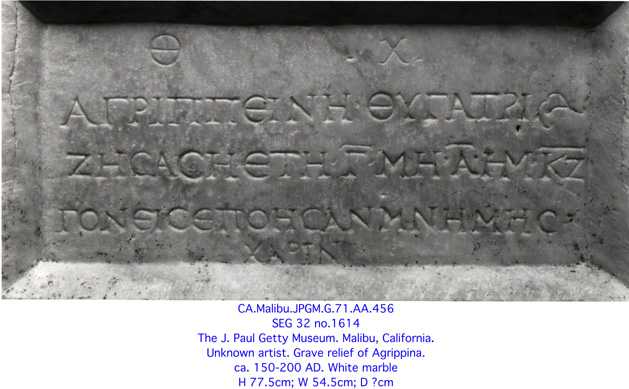 Θ Χ
ΑΓΡΙΠΠΕΙΝΗ·ΘΥΓΑΤΡΙ
ΖΗϹΑϹΗ ΕΤΗ·Γ·ΜΗ·Α·ΗΜ·ΚΖ
ΓΟΝΕΙϹ ΕΠΟΗϹΑΝ ΜΝΗΜΗϹ
ΧΑΡΙΝ
CA.Malibu.JPGM.G.71.AA.456
SEG 32 no.1614
The J. Paul Getty Museum. Malibu, California.
Unknown artist. Grave relief of Agrippina.
ca. 150-200 AD. White marble
H 77.5cm; W 54.5cm; D ?cm